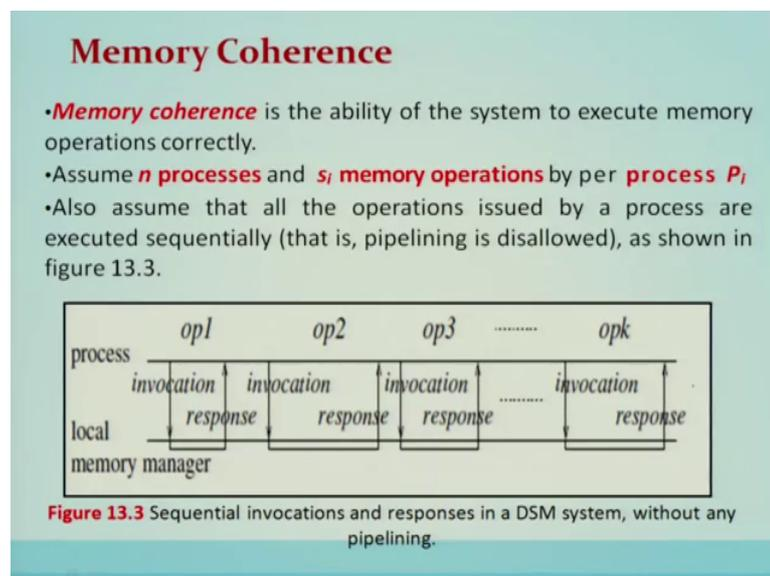 Memory Coherence
•Memory coherence is the ability of the system to execute memory
operations correctly.
•Assume n processes and si memory operations by per process Pi
•Also assume that all the operations issued by a process are
executed sequentially (that is, pipelining is disallowed), as shown in
figure 13.3.
op1 op2 op3 .......... opk
process
invocation invocation invocation .......... invocation
response response response response
local
memory manager
Figure 13.3 Sequential invocations and responses in a DSM system, without any
pipelining.